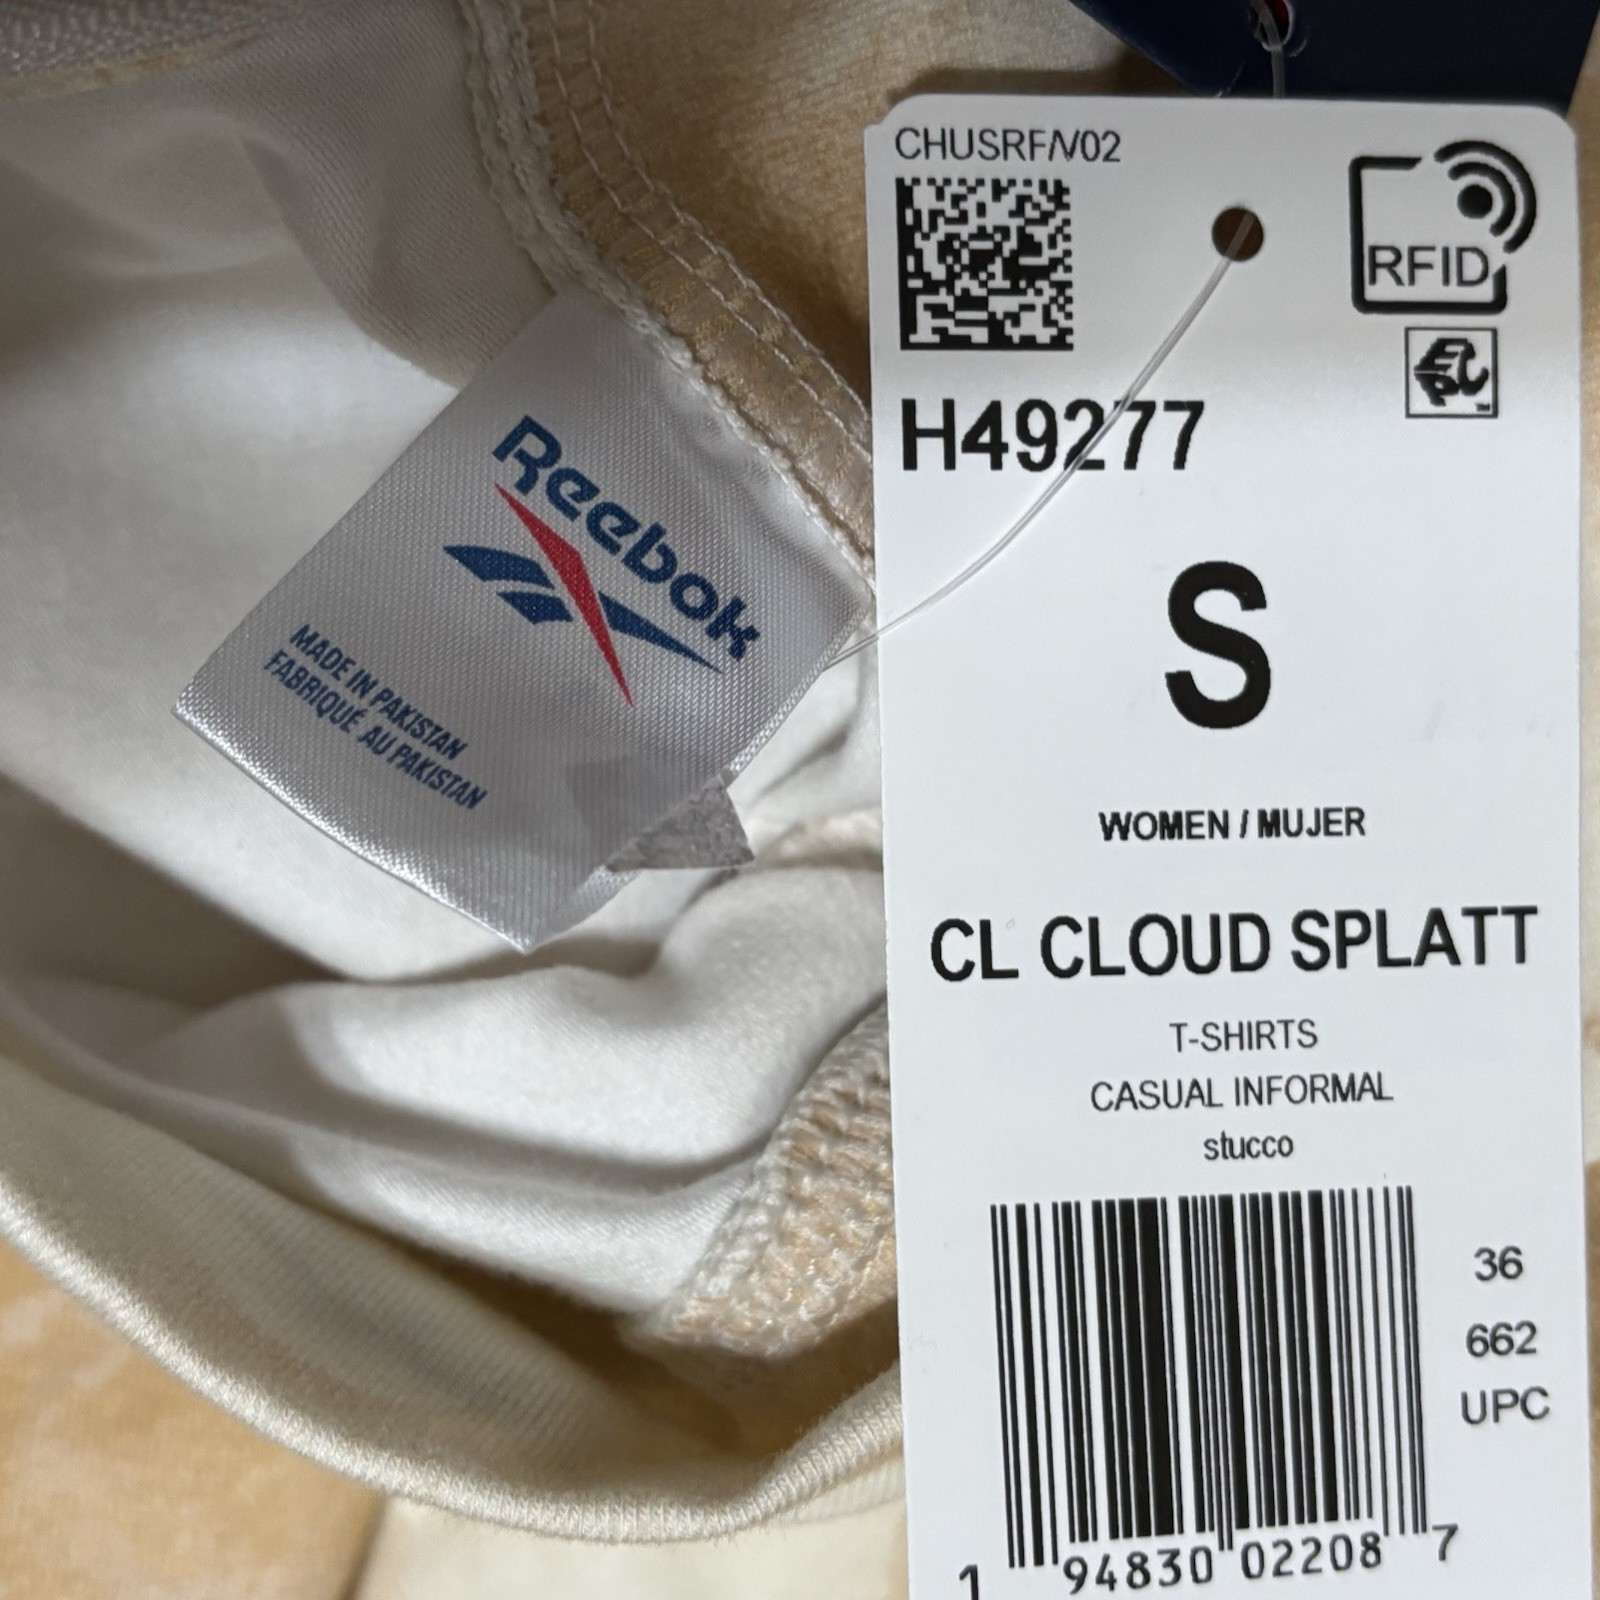 Reebok
MADE IN PAKISTAN
FABRIQUÉ AU PAKISTAN
CHUSRF/V02
RFID
EPC
H49277
S
WOMEN / MUJER
CL CLOUD SPLATT
T-SHIRTS
CASUAL INFORMAL
stucco
36
662
UPC
1 94830 02208 7